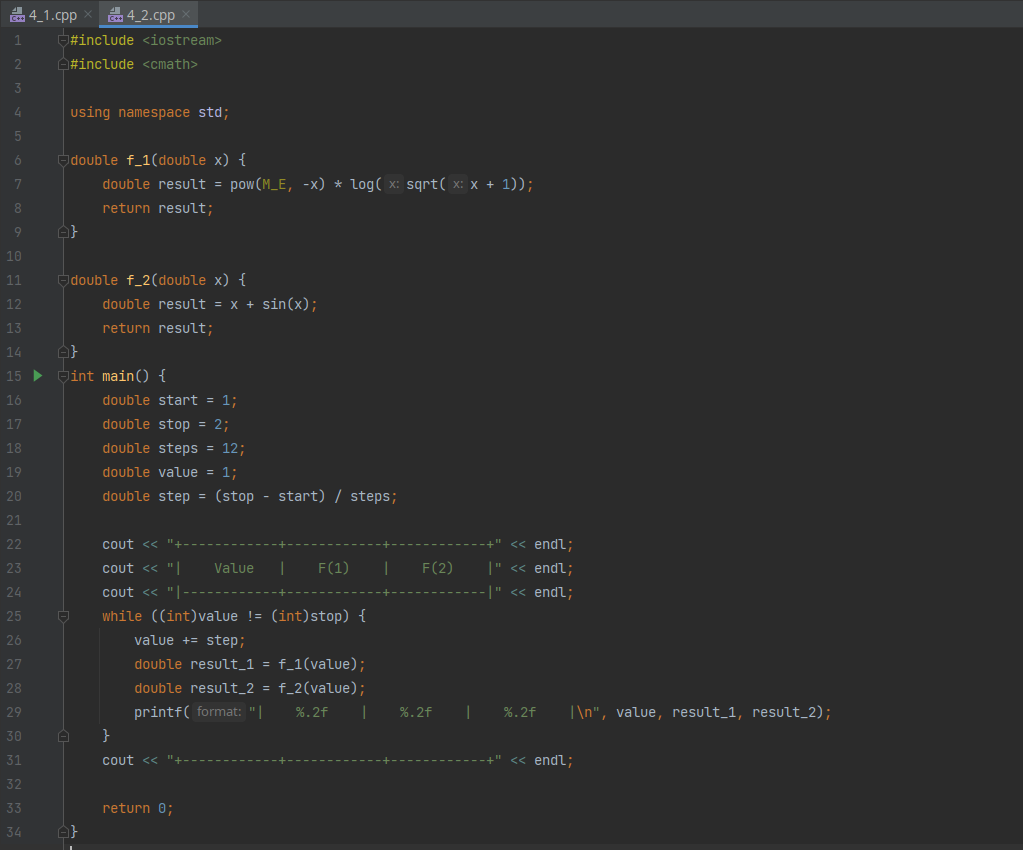 4_1.cpp 4_2.cpp
1 #include <iostream>
2 #include <cmath>
3
4 using namespace std;
5
6 double f_1(double x) {
7     double result = pow(M_E, -x) * log( x: sqrt( x: x + 1));
8     return result;
9 }
10
11 double f_2(double x) {
12     double result = x + sin(x);
13     return result;
14 }
15 int main() {
16     double start = 1;
17     double stop = 2;
18     double steps = 12;
19     double value = 1;
20     double step = (stop - start) / steps;
21
22     cout << "+------------+------------+------------+" << endl;
23     cout << "|    Value   |    F(1)    |    F(2)    |" << endl;
24     cout << "|------------+------------+------------|" << endl;
25     while ((int)value != (int)stop) {
26         value += step;
27         double result_1 = f_1(value);
28         double result_2 = f_2(value);
29         printf( format: "|    %.2f    |    %.2f    |    %.2f    |\n", value, result_1, result_2);
30     }
31     cout << "+------------+------------+------------+" << endl;
32
33     return 0;
34 }